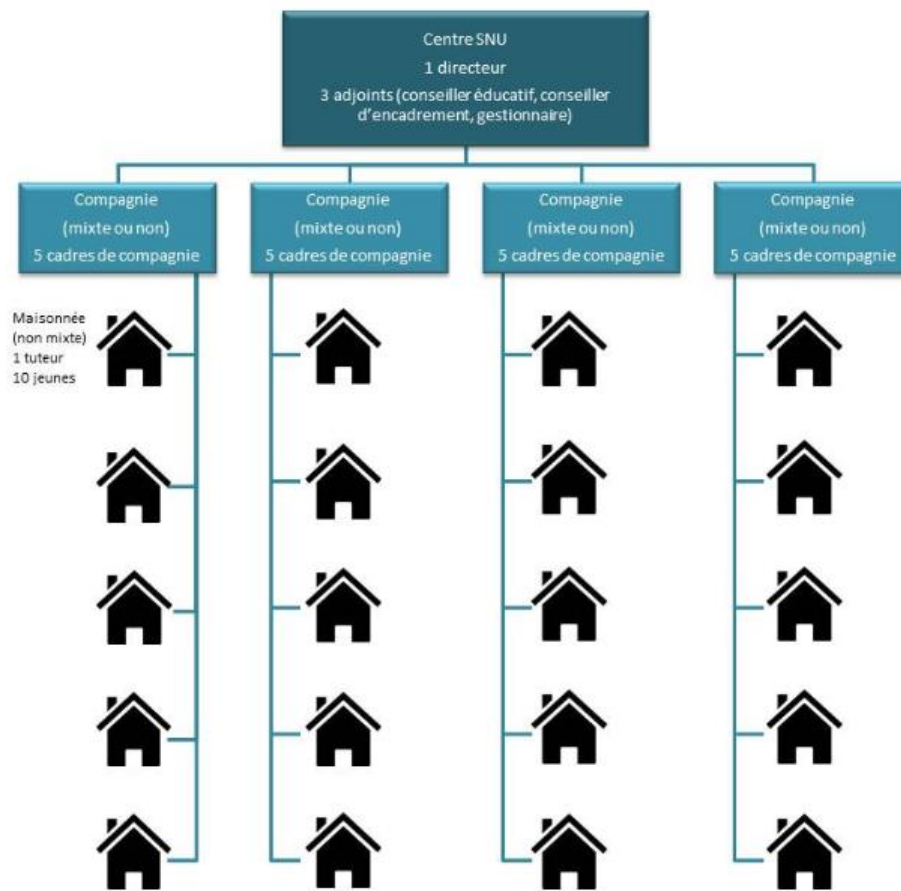 Centre SNU
1 directeur
3 adjoints (conseiller éducatif, conseiller
d'encadrement, gestionnaire)
Compagnie
(mixte ou non)
5 cadres de compagnie
Compagnie
(mixte ou non)
5 cadres de compagnie
Compagnie
(mixte ou non)
5 cadres de compagnie
Compagnie
(mixte ou non)
5 cadres de compagnie
Maisonnée
(non mixte)
1 tuteur
10 jeunes